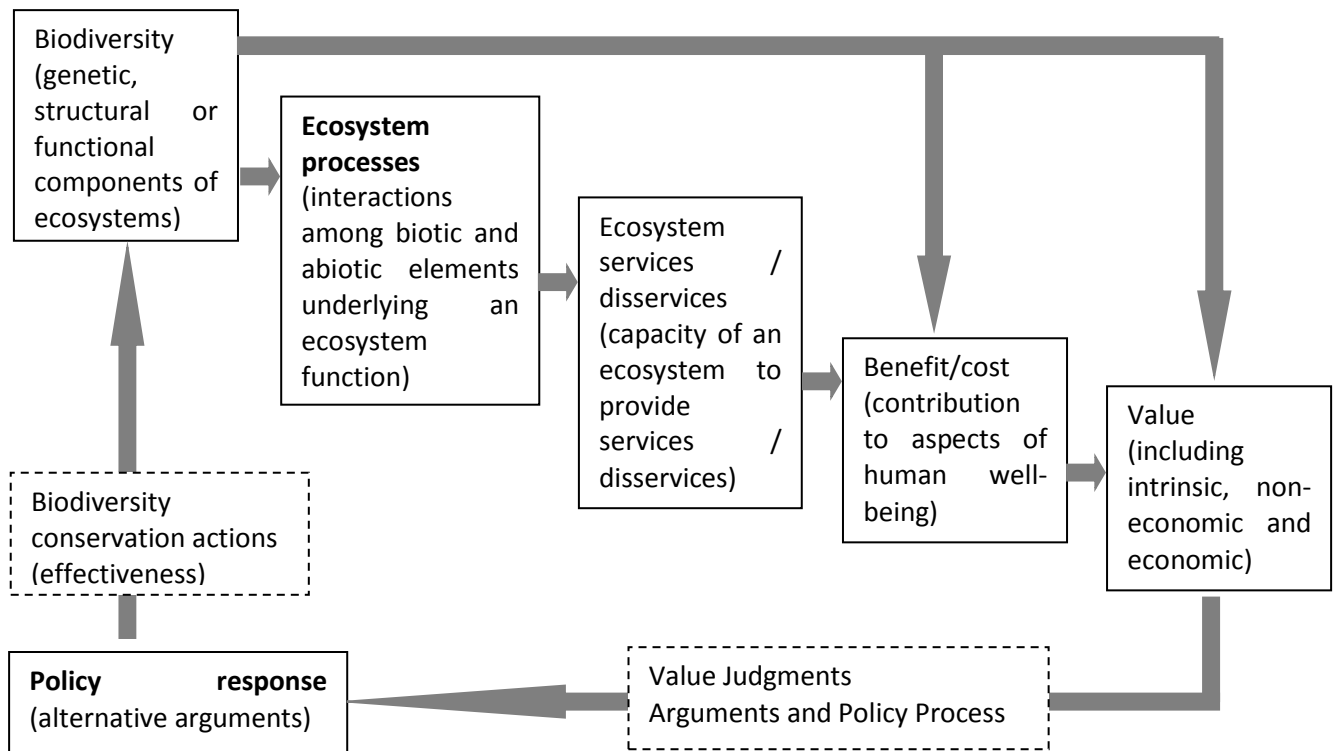 Biodiversity
(genetic,
structural or
functional
components of
ecosystems)
Ecosystem
processes
(interactions
among biotic and
abiotic elements
underlying an
ecosystem
function)
Ecosystem
services /
disservices
(capacity of an
ecosystem to
provide
services /
disservices)
Benefit/cost
(contribution
to aspects of
human well-
being)
Value
(including
intrinsic, non-
economic and
economic)
Biodiversity
conservation actions
(effectiveness)
Policy response
(alternative arguments)
Value Judgments
Arguments and Policy Process